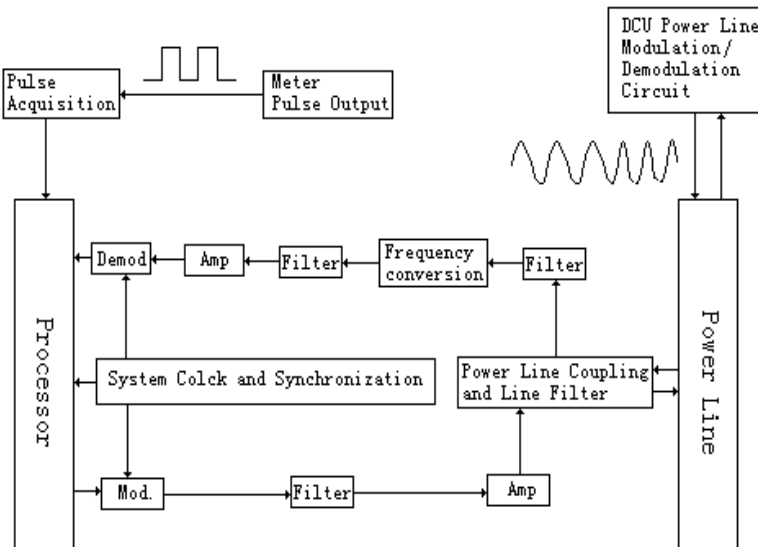 DCU Power Line
Modulation/
Demodulation
Circuit
Pulse
Acquisition
Meter
Pulse Output
Demod
Amp
Filter
Frequency
conversion
Filter
Processor
System Colck and Synchronization
Power Line Coupling
and Line Filter
Power Line
Mod.
Filter
Amp